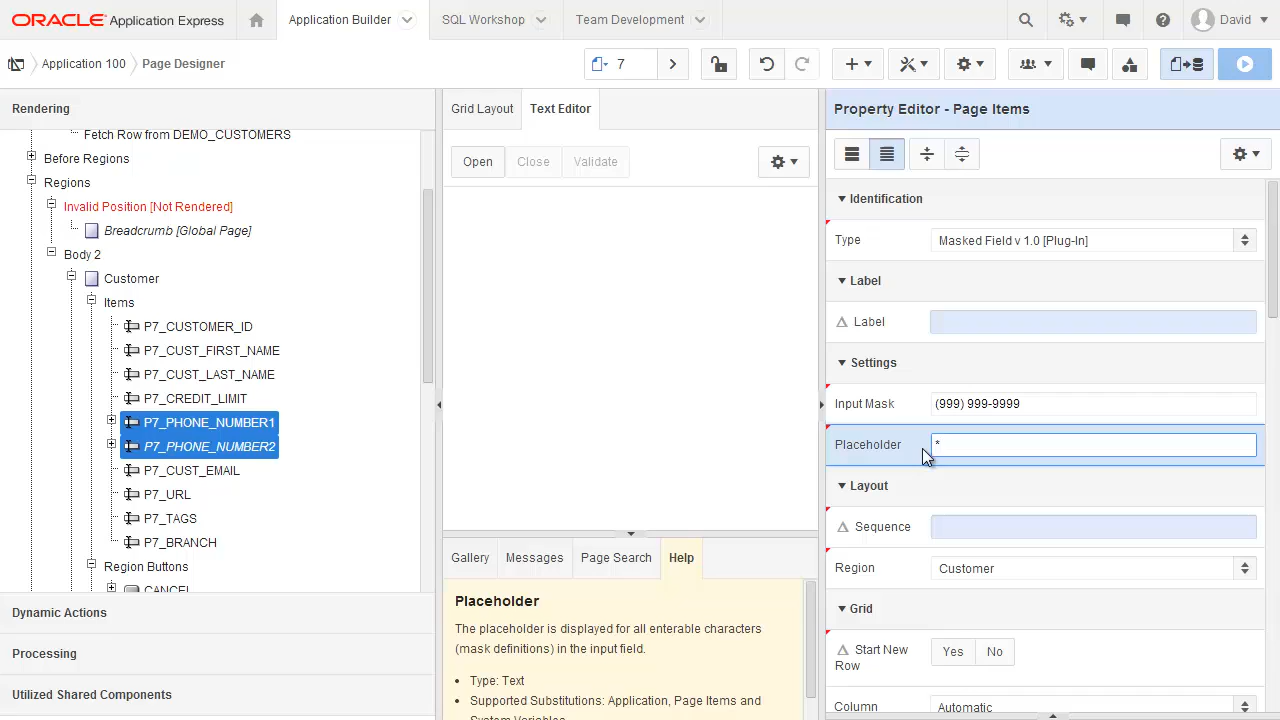 ORACLE Application Express
Application Builder
SQL Workshop
Team Development
David
Application 100
Page Designer
7
Rendering
Fetch Row from DEMO_CUSTOMERS
Before Regions
Regions
Invalid Position [Not Rendered]
Breadcrumb [Global Page]
Body 2
Customer
Items
P7_CUSTOMER_ID
P7_CUST_FIRST_NAME
P7_CUST_LAST_NAME
P7_CREDIT_LIMIT
P7_PHONE_NUMBER1
P7_PHONE_NUMBER2
P7_CUST_EMAIL
P7_URL
P7_TAGS
P7_BRANCH
Region Buttons
CANCEL
Dynamic Actions
Processing
Utilized Shared Components
Grid Layout
Text Editor
Open
Close
Validate
Gallery
Messages
Page Search
Help
Placeholder
The placeholder is displayed for all enterable characters
(mask definitions) in the input field.
• Type: Text
• Supported Substitutions: Application, Page Items and
System Variables
Property Editor - Page Items
Identification
Type
Masked Field v 1.0 [Plug-In]
Label
Label
Settings
Input Mask
(999) 999-9999
Placeholder
*
Layout
Sequence
Region
Customer
Grid
Start New
Row
Yes
No
Column
Automatic